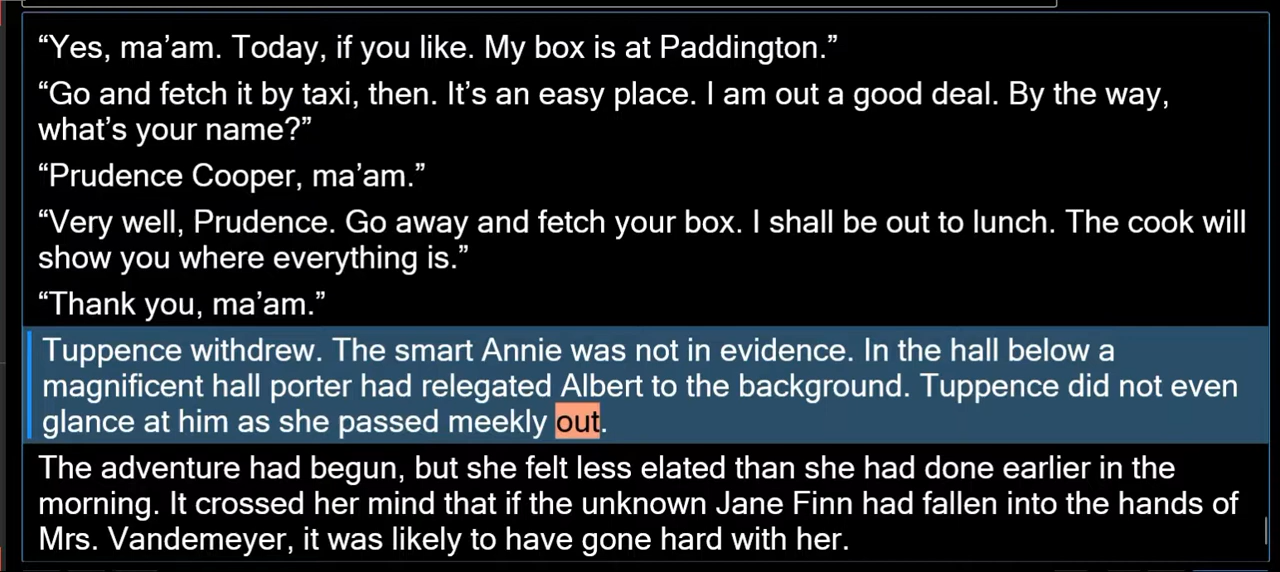 “Yes, ma’am. Today, if you like. My box is at Paddington.”
“Go and fetch it by taxi, then. It’s an easy place. I am out a good deal. By the way,
what’s your name?”
“Prudence Cooper, ma’am.”
“Very well, Prudence. Go away and fetch your box. I shall be out to lunch. The cook will
show you where everything is.”
“Thank you, ma’am.”
Tuppence withdrew. The smart Annie was not in evidence. In the hall below a
magnificent hall porter had relegated Albert to the background. Tuppence did not even
glance at him as she passed meekly out.
The adventure had begun, but she felt less elated than she had done earlier in the
morning. It crossed her mind that if the unknown Jane Finn had fallen into the hands of
Mrs. Vandemeyer, it was likely to have gone hard with her.